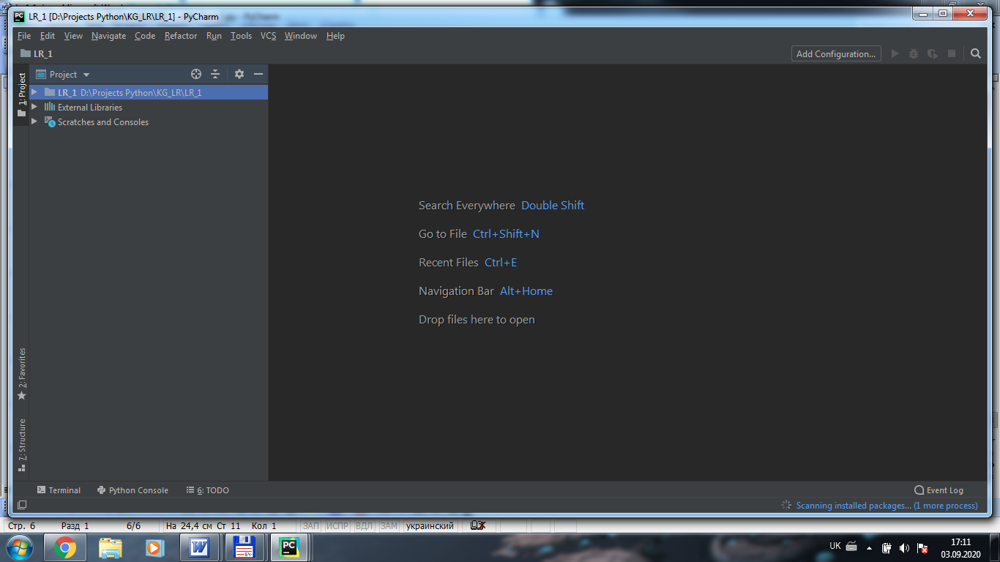 LR_1 [D:\Projects Python\KG_LR\LR_1] - PyCharm
File Edit View Navigate Code Refactor Run Tools VCS Window Help
LR_1
Add Configuration...
1: Project
Project
LR_1 D:\Projects Python\KG_LR\LR_1
External Libraries
Scratches and Consoles
Search Everywhere Double Shift
Go to File Ctrl+Shift+N
Recent Files Ctrl+E
Navigation Bar Alt+Home
Drop files here to open
2: Favorites
7: Structure
Terminal Python Console 6: TODO Event Log
Scanning installed packages... (1 more process)
Стр. 6 Разд 1 6/6 На 24,4 см Ст 11 Кол 1 ЗАП ИСПР ВДЛ ЗАМ украинский
W 64 PC
UK 17:11
03.09.2020